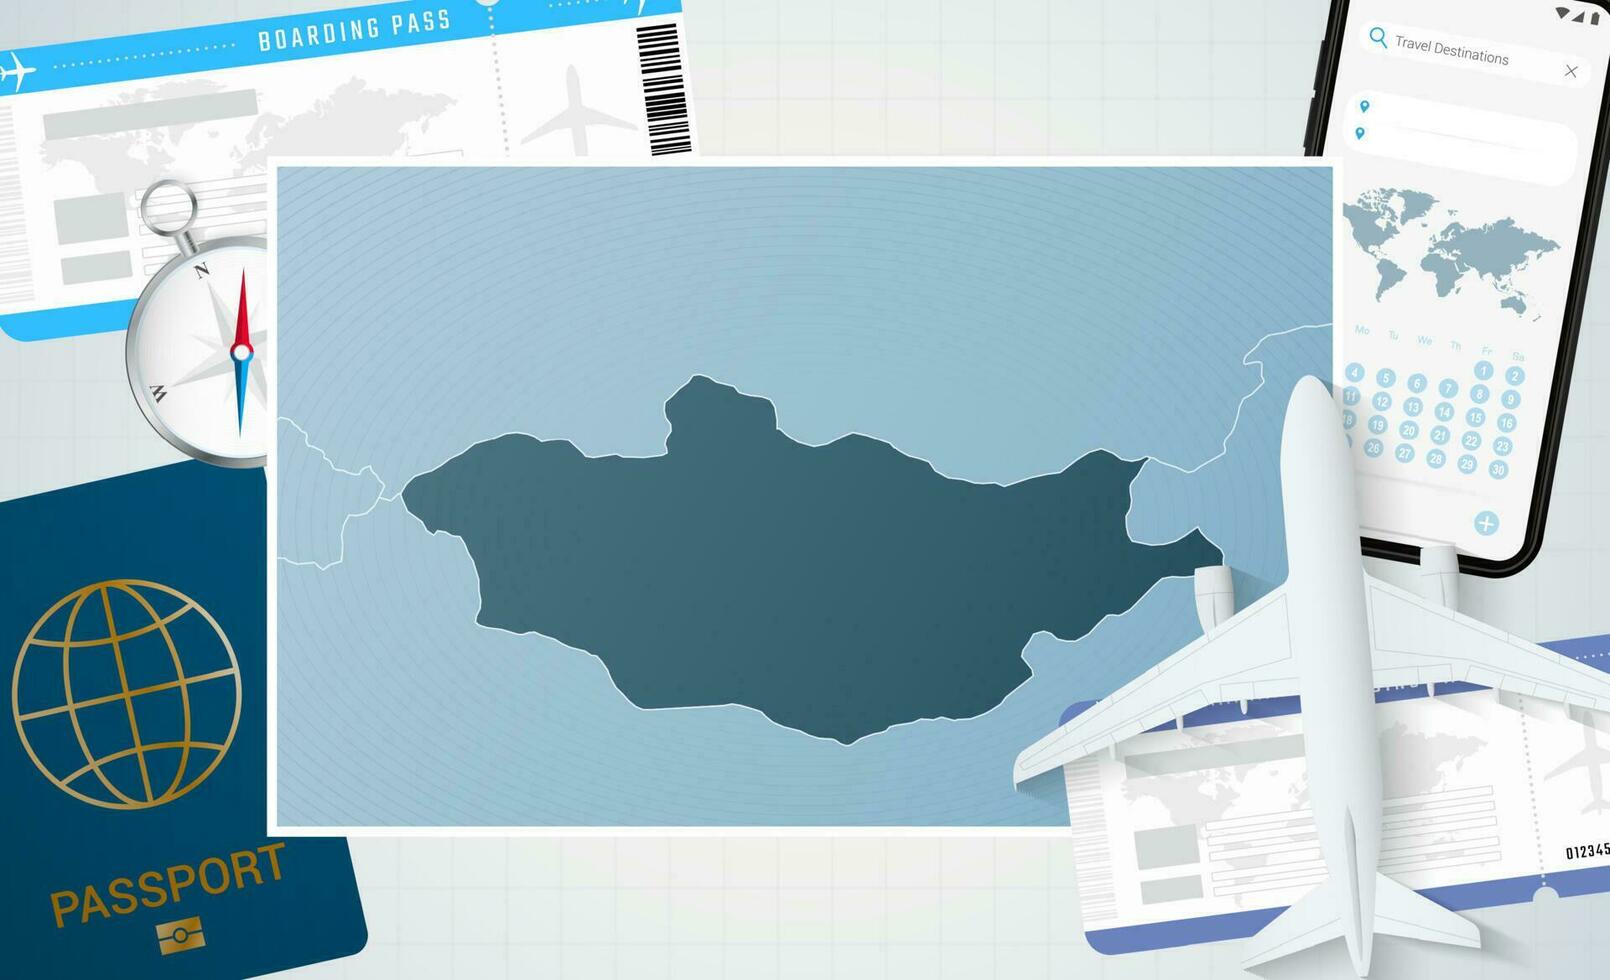 BOARDING PASS
Travel Destinations
N
W
Mo Tu We Th Fr Sa
1 2
4 5 6 7 8 9
11 12 13 14 15 16
18 19 20 21 22 23
26 27 28 29 30
PASSPORT
012345